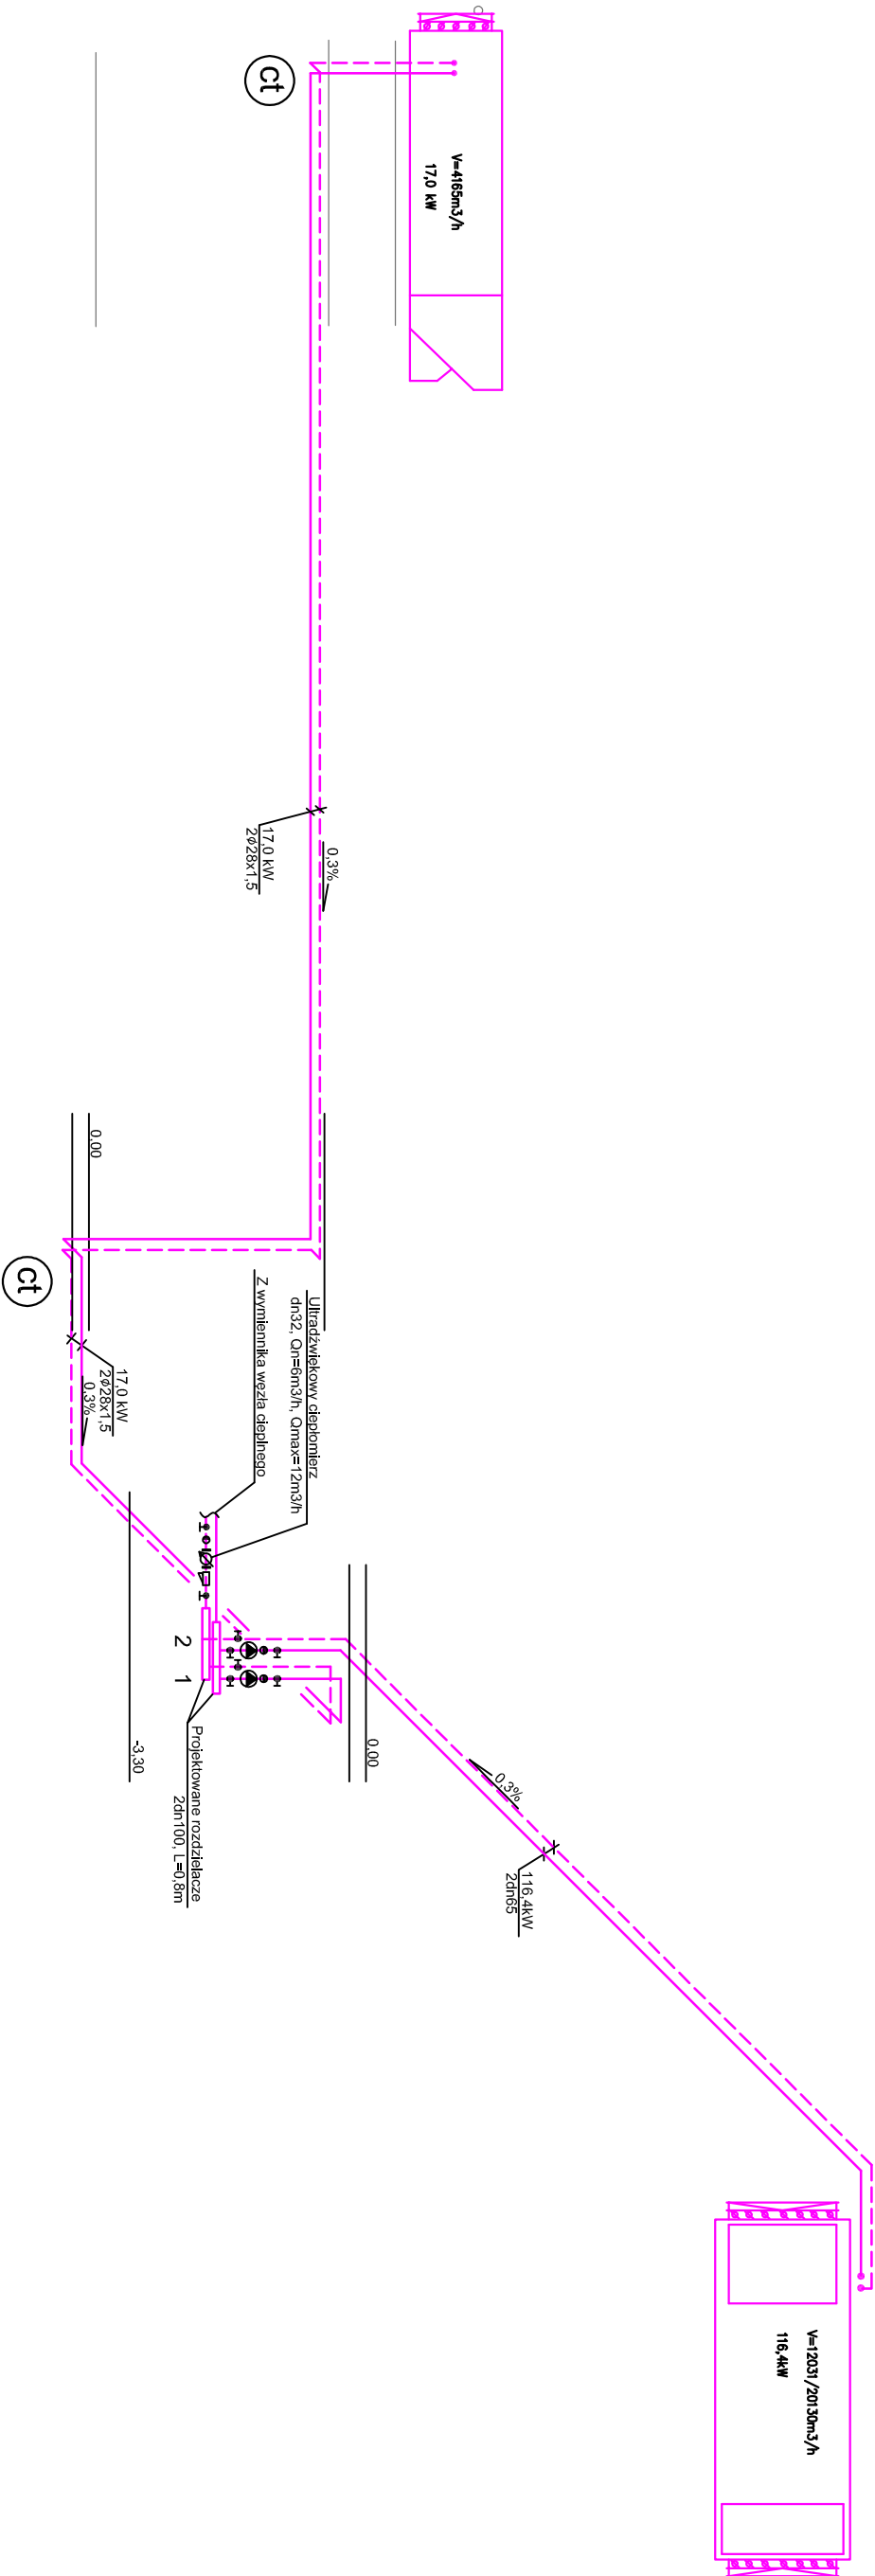 ct
V=4165m3/h
17,0 kW
0,3%
17,0 kW
2ϕ28x1,5
0,00
ct
17,0 kW
2ϕ28x1,5
0,3%
Z wymiennika węzła cieplnego
Ultradźwiękowy ciepłomierz
dn32, Qn=6m3/h, Qmax=12m3/h
2
1
-3,30
Projektowane rozdzielacze
2dn100, L=0,8m
0,00
0,3%
116,4kW
2dn65
V=12031/20130m3/h
116,4kW